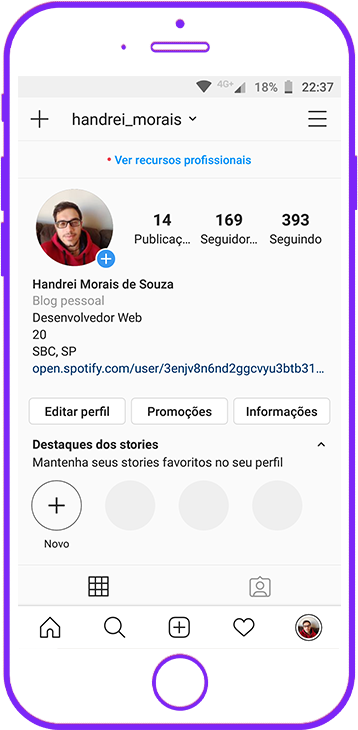 4G+ 18% 22:37
handrei_morais
Ver recursos profissionais
14 169 393
Publicaç... Seguidor... Seguindo
Handrei Morais de Souza
Blog pessoal
Desenvolvedor Web
20
SBC, SP
open.spotify.com/user/3enjv8n6nd2ggcvyu3btb31...
Editar perfil Promoções Informações
Destaques dos stories
Mantenha seus stories favoritos no seu perfil
Novo